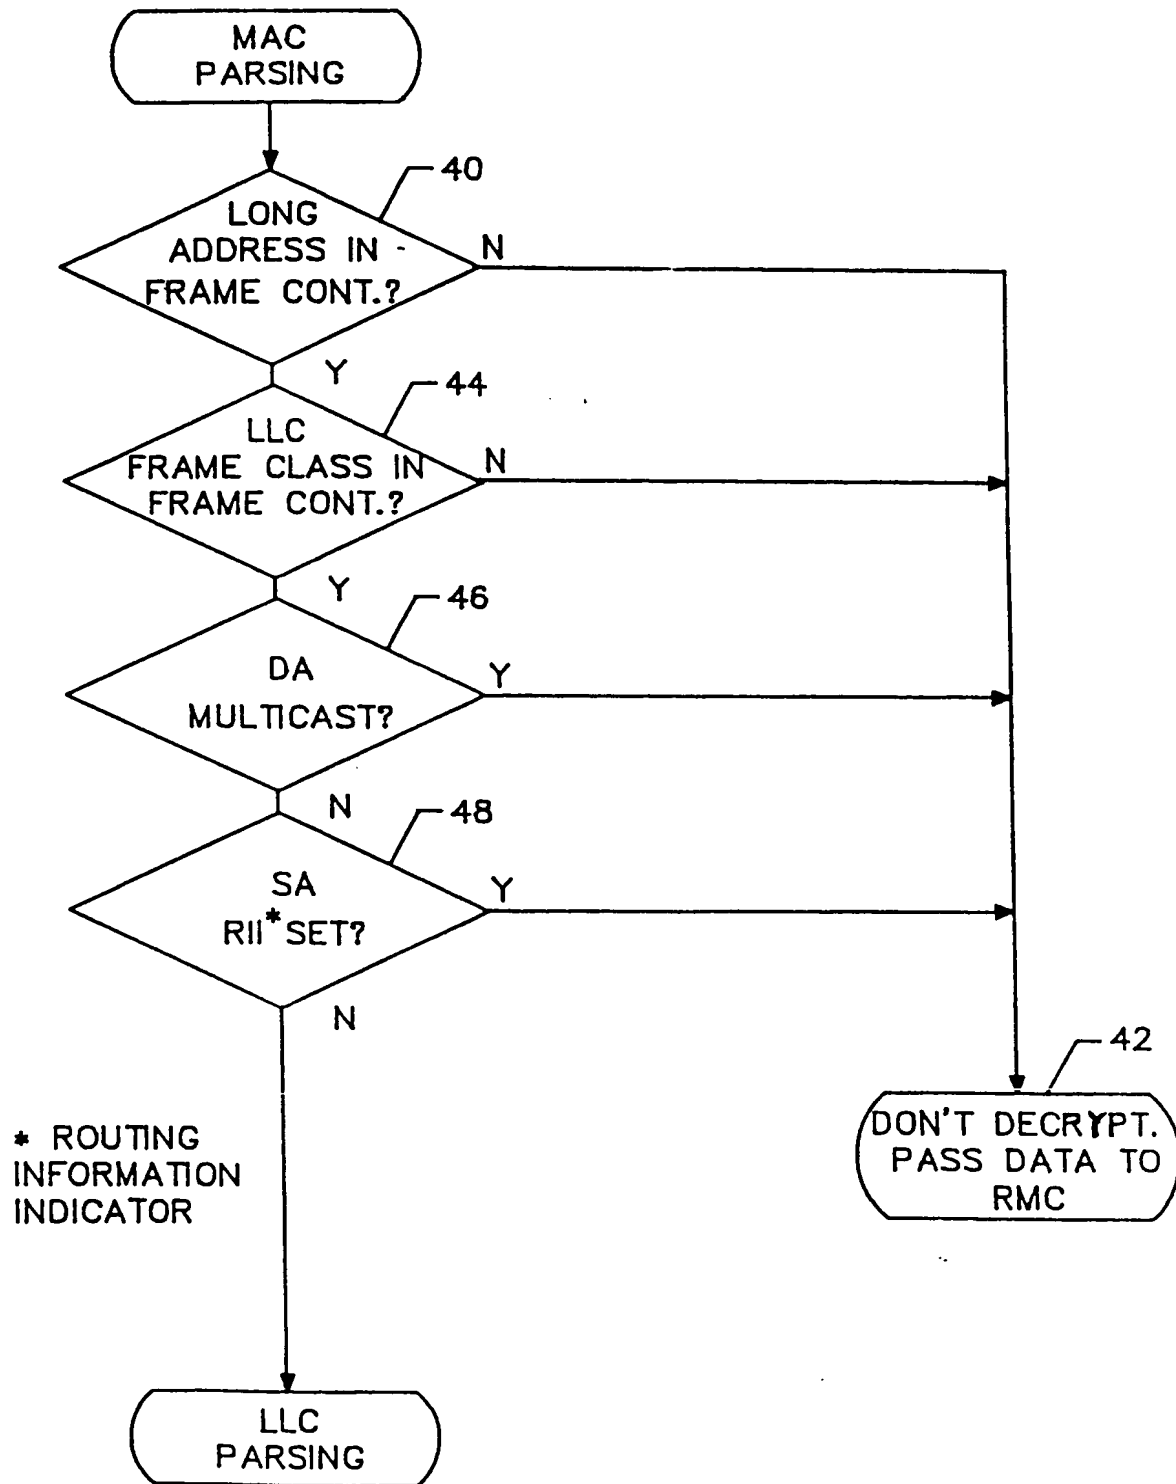 MAC
PARSING
40
LONG
ADDRESS IN
FRAME CONT.?
N
Y
44
LLC
FRAME CLASS IN
FRAME CONT.?
N
Y
46
DA
MULTICAST?
Y
N
48
SA
RII* SET?
Y
N
42
DON'T DECRYPT.
PASS DATA TO
RMC
* ROUTING
INFORMATION
INDICATOR
LLC
PARSING